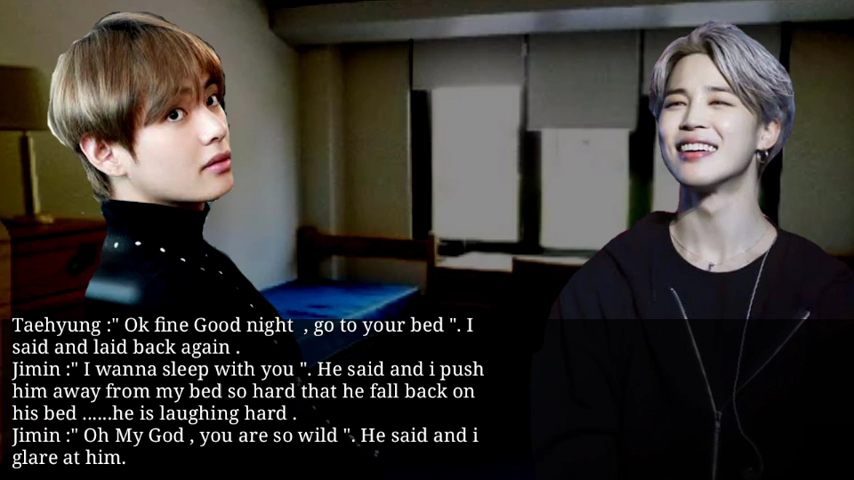 Taehyung :" Ok fine Good night , go to your bed ". I
said and laid back again .
Jimin :" I wanna sleep with you ". He said and i push
him away from my bed so hard that he fall back on
his bed ......he is laughing hard .
Jimin :" Oh My God , you are so wild ". He said and i
glare at him.